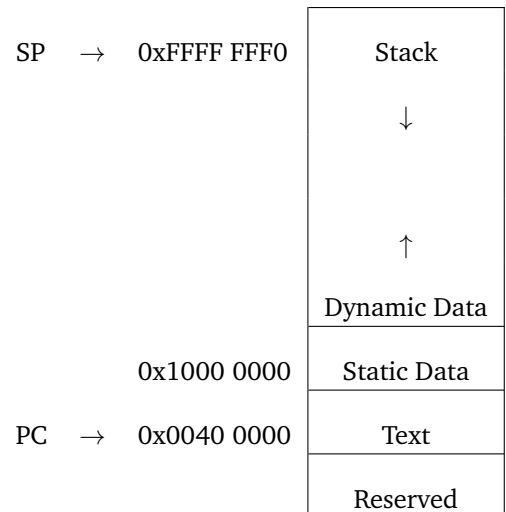 SP → 0xFFFF FFF0 Stack
↓
↑
Dynamic Data
0x1000 0000 Static Data
PC → 0x0040 0000 Text
Reserved